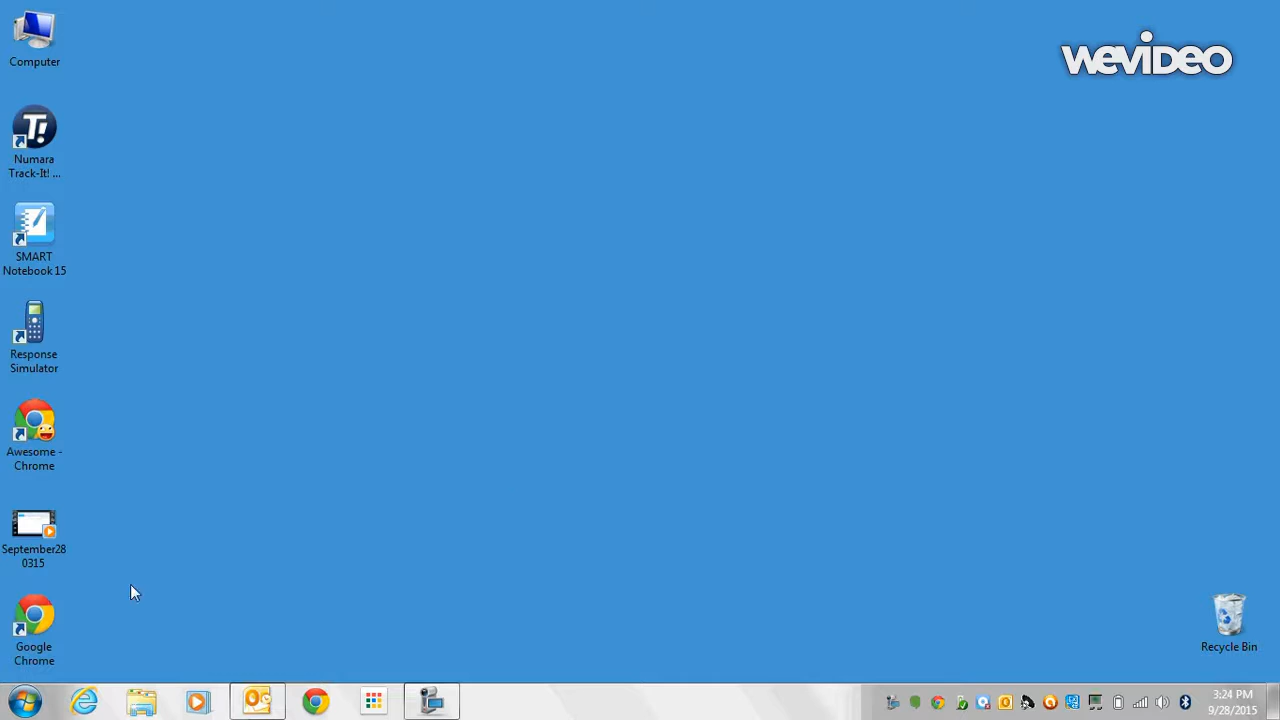 Computer
WEVIDEO
Numara
Track-It! ...
SMART
Notebook 15
Response
Simulator
Awesome -
Chrome
September28
0315
Google
Chrome
Recycle Bin
3:24 PM
9/28/2015